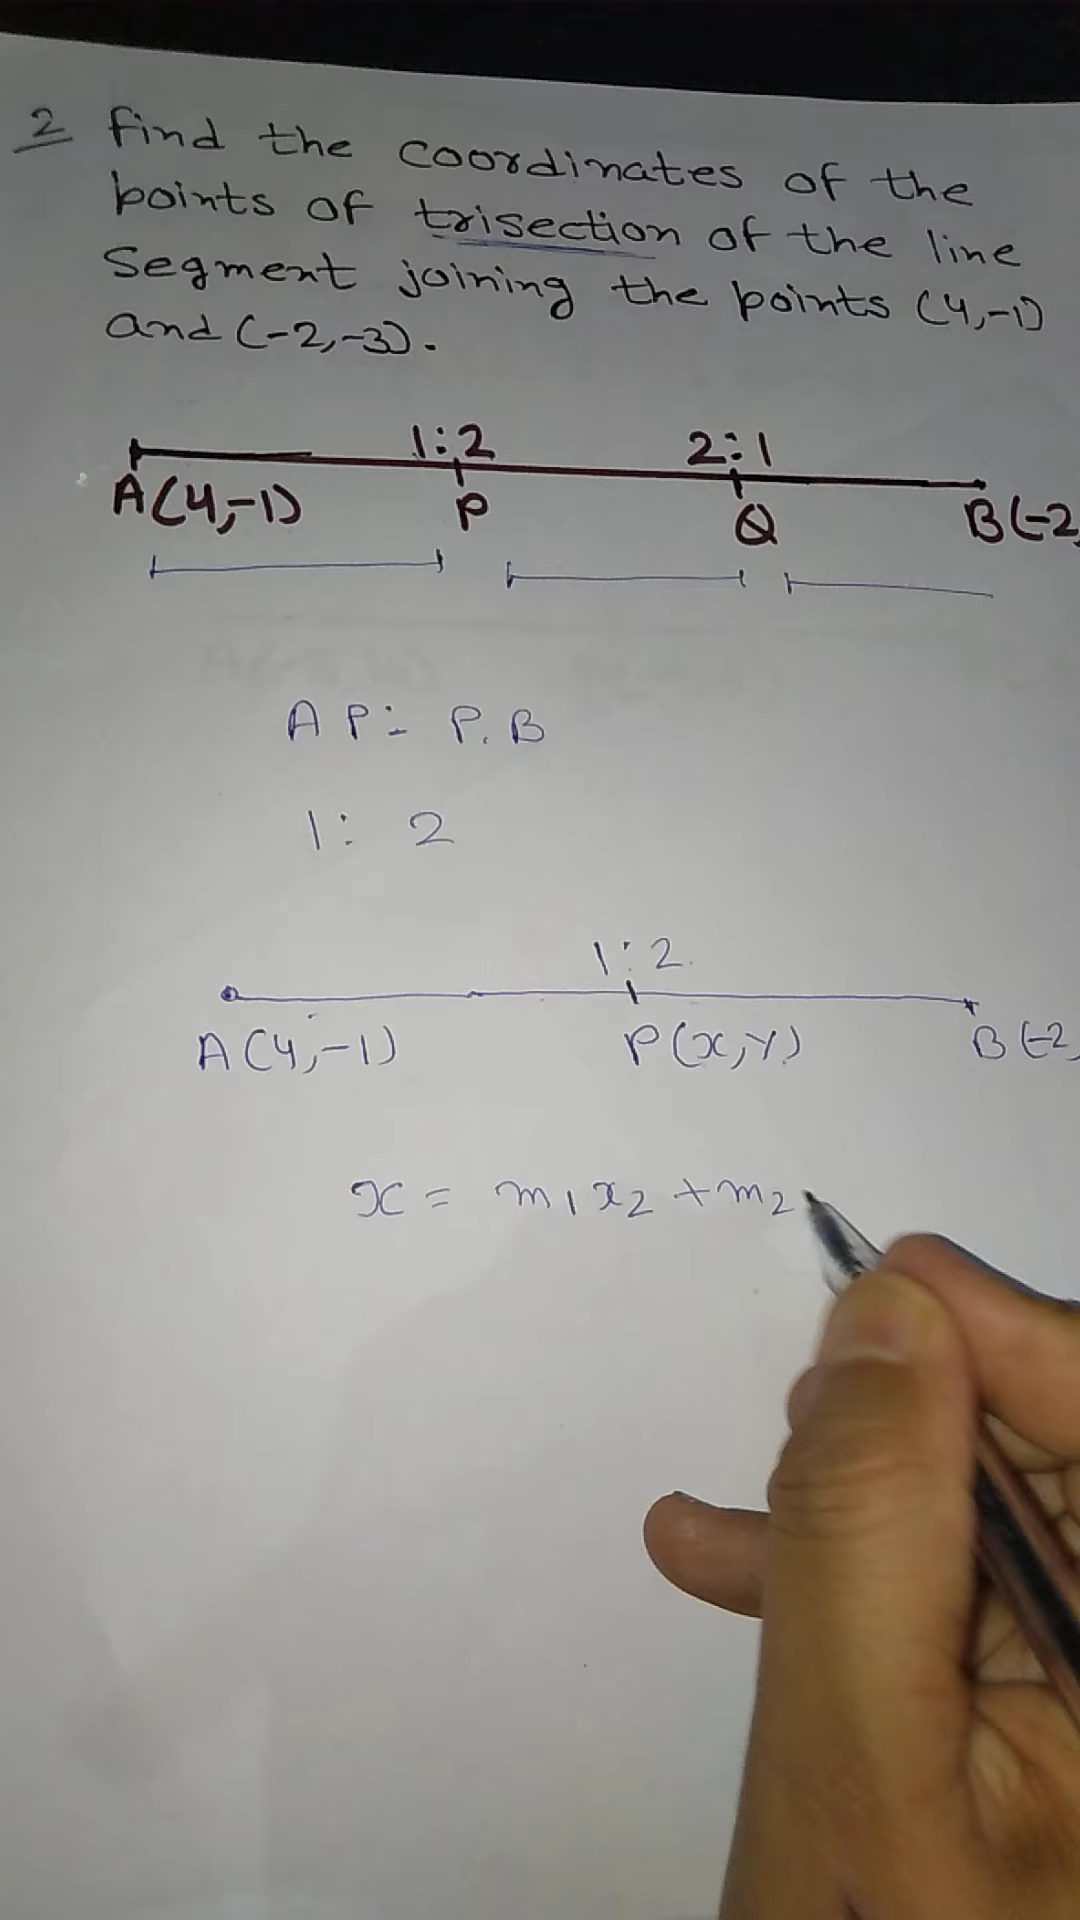 2 find the coordinates of the
points of trisection of the line
segment joining the points (4,-1)
and (-2,-3).
1:2 2:1
A(4,-1) P Q B(-2,
AP= P.B
1: 2
1:2
A(4,-1) P(x,y) B(-2,
x = m1x2 + m2